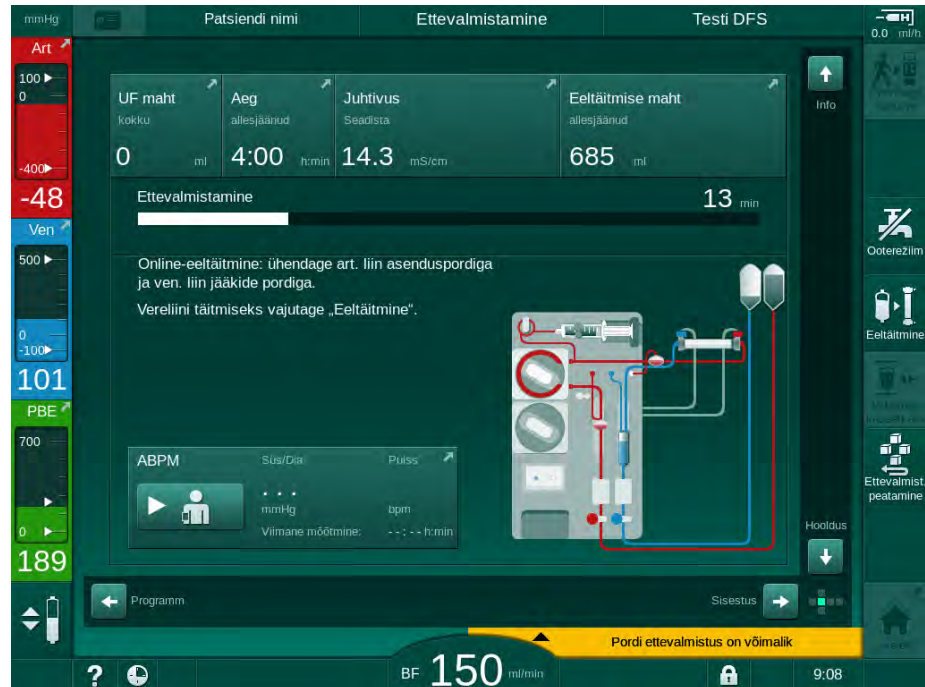 mmHg
Patsiendi nimi
Ettevalmistamine
Testi DFS
0.0 ml/h
Art
100
0
-400
-48
Ven
500
0
-100
101
PBE
700
0
189
UF maht
kokku
0 ml
Aeg
allesjäänud
4:00 h:min
Juhtivus
Seadista
14.3 mS/cm
Eeltäitmise maht
allesjäänud
685 ml
Ettevalmistamine
13 min
Online-eeltäitmine: ühendage art. liin asenduspordiga
ja ven. liin jääkide pordiga.
Vereliini täitmiseks vajutage „Eeltäitmine“.
ABPM
Süs/Dia
Pulss
. . .
mmHg
bpm
Viimane mõõtmine:
--:-- h:min
Info
Hooldus
Programm
Sisestus
Ooterežiim
Eeltäitmine
Ettevalmist.
peatamine
Pordi ettevalmistus on võimalik
?
BF 150 ml/min
9:08